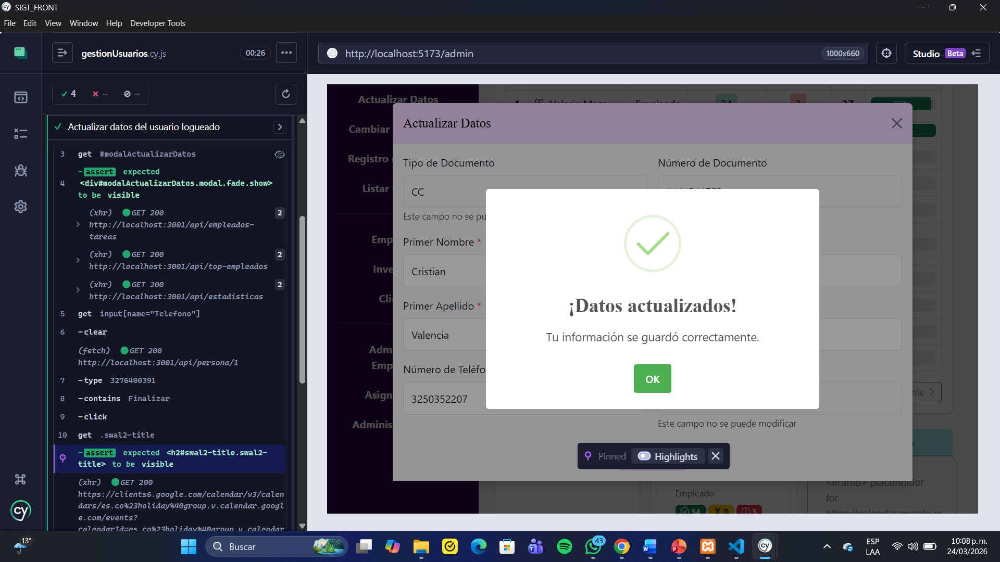 SIGT_FRONT
File Edit View Window Help Developer Tools
gestionUsuarios.cy.js
00:26
http://localhost:5173/admin
1000x660
Studio Beta
4 -- --
Actualizar datos del usuario logueado
3 get #modalActualizarDatos
-assert expected
4 <div#modalActualizarDatos.modal.fade.show>
to be visible
(xhr) GET 200 2
http://localhost:3001/api/empleados-
tareas
(xhr) GET 200 2
http://localhost:3001/api/top-empleados
(xhr) GET 200 2
http://localhost:3001/api/estadisticas
5 get input[name="Telefono"]
6 -clear
(fetch) GET 200
http://localhost:3001/api/persona/1
7 -type 3276400391
8 -contains Finalizar
9 -click
10 get .swal2-title
-assert expected <h2#swal2-title.swal2-
title> to be visible
(xhr) GET 200
https://clients6.google.com/calendar/v3/calen
dars/es.co%23holiday%40group.v.calendar.googl
e.com/events?
calendarId=es.co%23holiday%40group.v.calendar
Actualizar Datos
Cambiar
Registro
Listar
Emp
Inve
Cli
Adm
Emp
Asign
Adminis
Actualizar Datos
Tipo de Documento
Número de Documento
CC
Este campo no se pu
Primer Nombre *
Cristian
Primer Apellido *
Valencia
Número de Teléfo
3250352207
Este campo no se puede modificar
¡Datos actualizados!
Tu información se guardó correctamente.
OK
Pinned Highlights
nte
Empleado
34 0 3
<iframe> placeholder
for
13°
Buscar
43
ESP
LAA
10:08 p. m.
24/03/2026